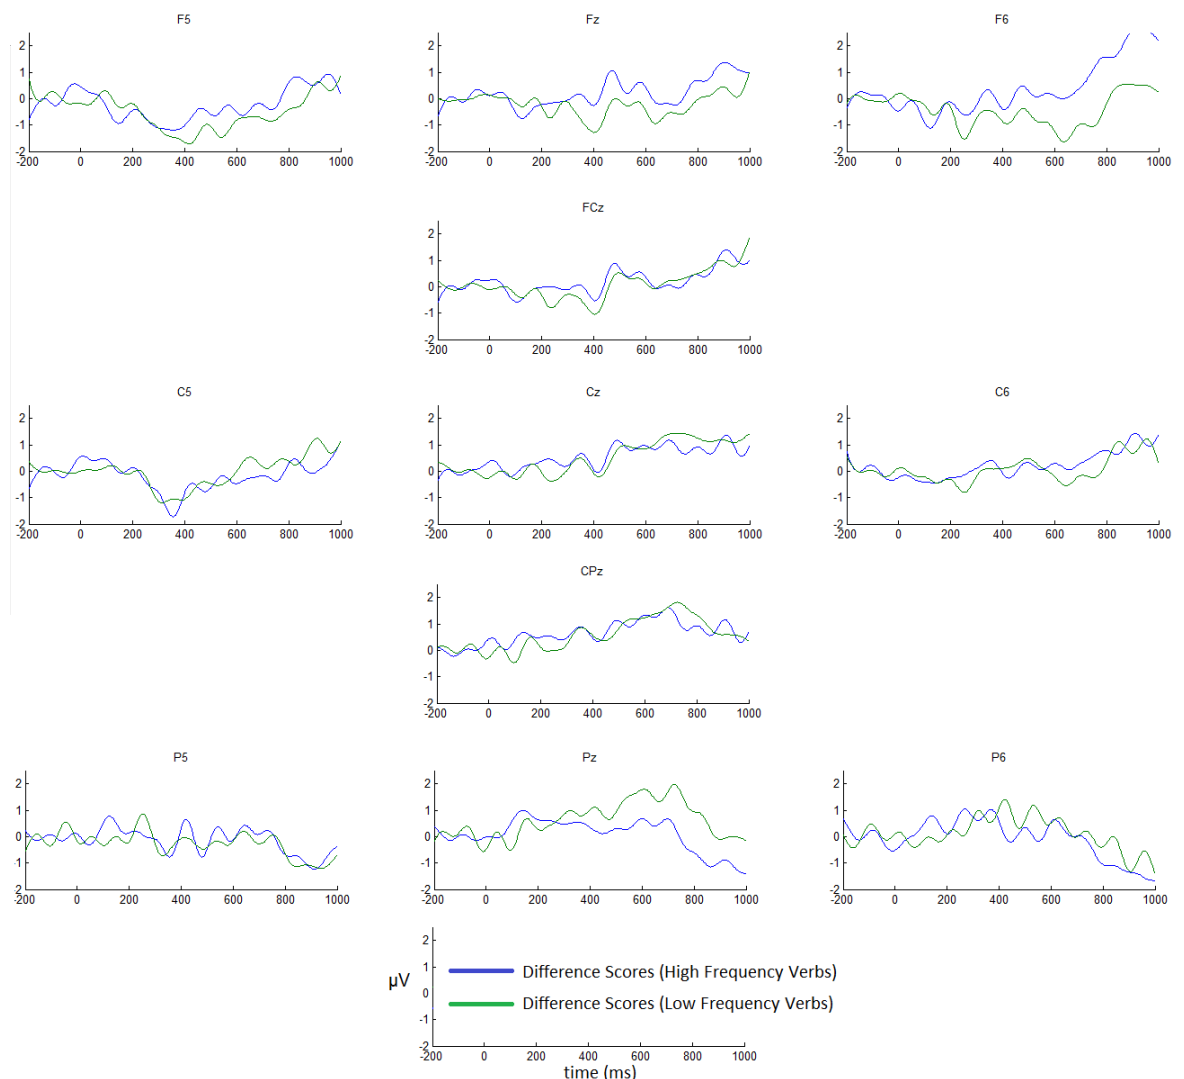 F5 Fz F6
2 2 2
1 1 1
0 0 0
-1 -1 -1
-2 -2 -2
-200 0 200 400 600 800 1000 -200 0 200 400 600 800 1000 -200 0 200 400 600 800 1000
FCz
2
1
0
-1
-2
-200 0 200 400 600 800 1000
C5 Cz C6
2 2 2
1 1 1
0 0 0
-1 -1 -1
-2 -2 -2
-200 0 200 400 600 800 1000 -200 0 200 400 600 800 1000 -200 0 200 400 600 800 1000
CPz
2
1
0
-1
-2
-200 0 200 400 600 800 1000
P5 Pz P6
2 2 2
1 1 1
0 0 0
-1 -1 -1
-2 -2 -2
-200 0 200 400 600 800 1000 -200 0 200 400 600 800 1000 -200 0 200 400 600 800 1000
2
1
Difference Scores (High Frequency Verbs)
µV 0
Difference Scores (Low Frequency Verbs)
-1
-2
-200 0 200 400 600 800 1000
time (ms)